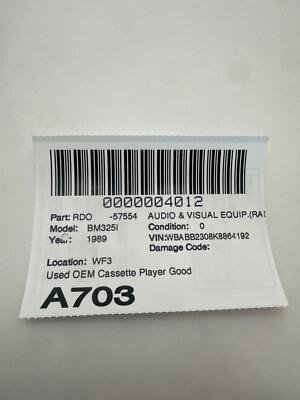 0000004012
Part: RDO -57554 AUDIO & VISUAL EQUIP.(RAD
Model: BM325I Condition: 0
Year: 1989 VIN:WBABB2308K8864192
Damage Code:
Location: WF3
Used OEM Cassette Player Good
A703